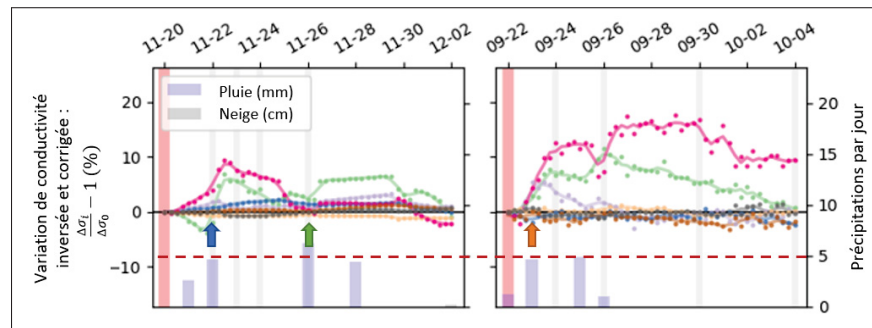 11-20 11-22 11-24 11-26 11-28 11-30 12-02
09-22 09-24 09-26 09-28 09-30 10-02 10-04
Variation de conductivité
inversée et corrigée :
Δσᵢ/Δσ₀ − 1 (%)
20
10
0
−10
Pluie (mm)
Neige (cm)
20
15
10
5
0
Précipitations par jour